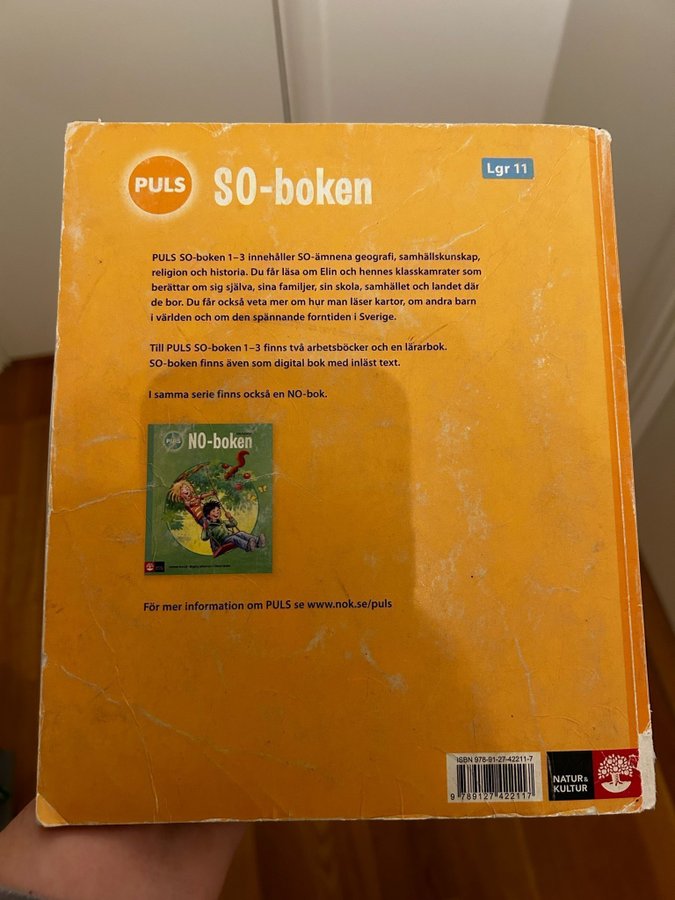 PULS
SO-boken
Lgr 11
PULS SO-boken 1–3 innehåller SO-ämnena geografi, samhällskunskap,
religion och historia. Du får läsa om Elin och hennes klasskamrater som
berättar om sig själva, sina familjer, sin skola, samhället och landet där
de bor. Du får också veta mer om hur man läser kartor, om andra barn
i världen och om den spännande forntiden i Sverige.
Till PULS SO-boken 1–3 finns två arbetsböcker och en lärarbok.
SO-boken finns även som digital bok med inläst text.
I samma serie finns också en NO-bok.
PULS
NO-boken
För mer information om PULS se www.nok.se/puls
ISBN 978-91-27-42211-7
9 789127 422117
NATUR &
KULTUR